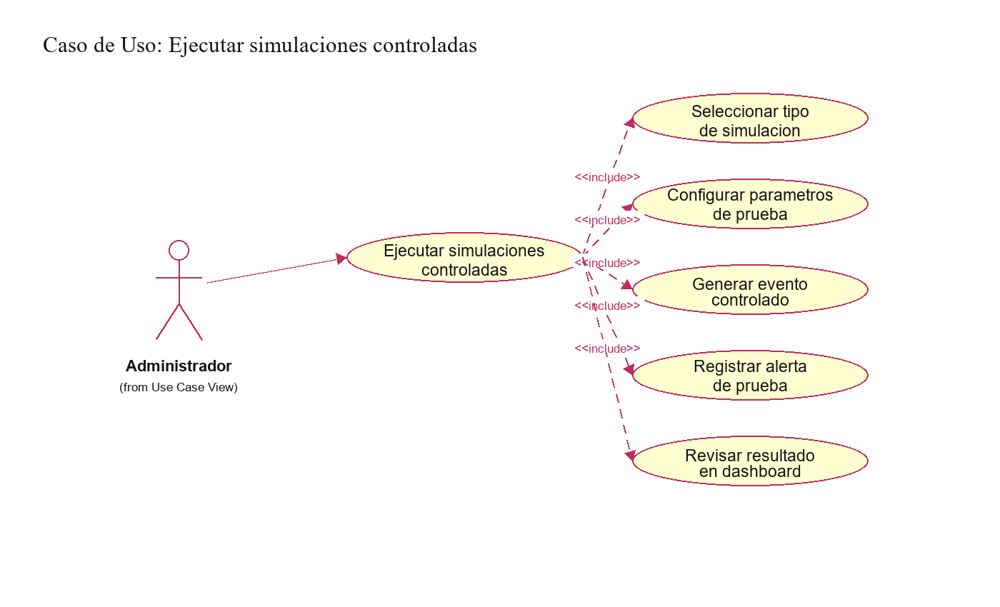 Caso de Uso: Ejecutar simulaciones controladas
Seleccionar tipo
de simulacion
<<include>>
Configurar parametros
de prueba
<<include>>
Ejecutar simulaciones
controladas
<<include>>
Generar evento
controlado
<<include>>
<<include>>
Registrar alerta
de prueba
Administrador
(from Use Case View)
Revisar resultado
en dashboard